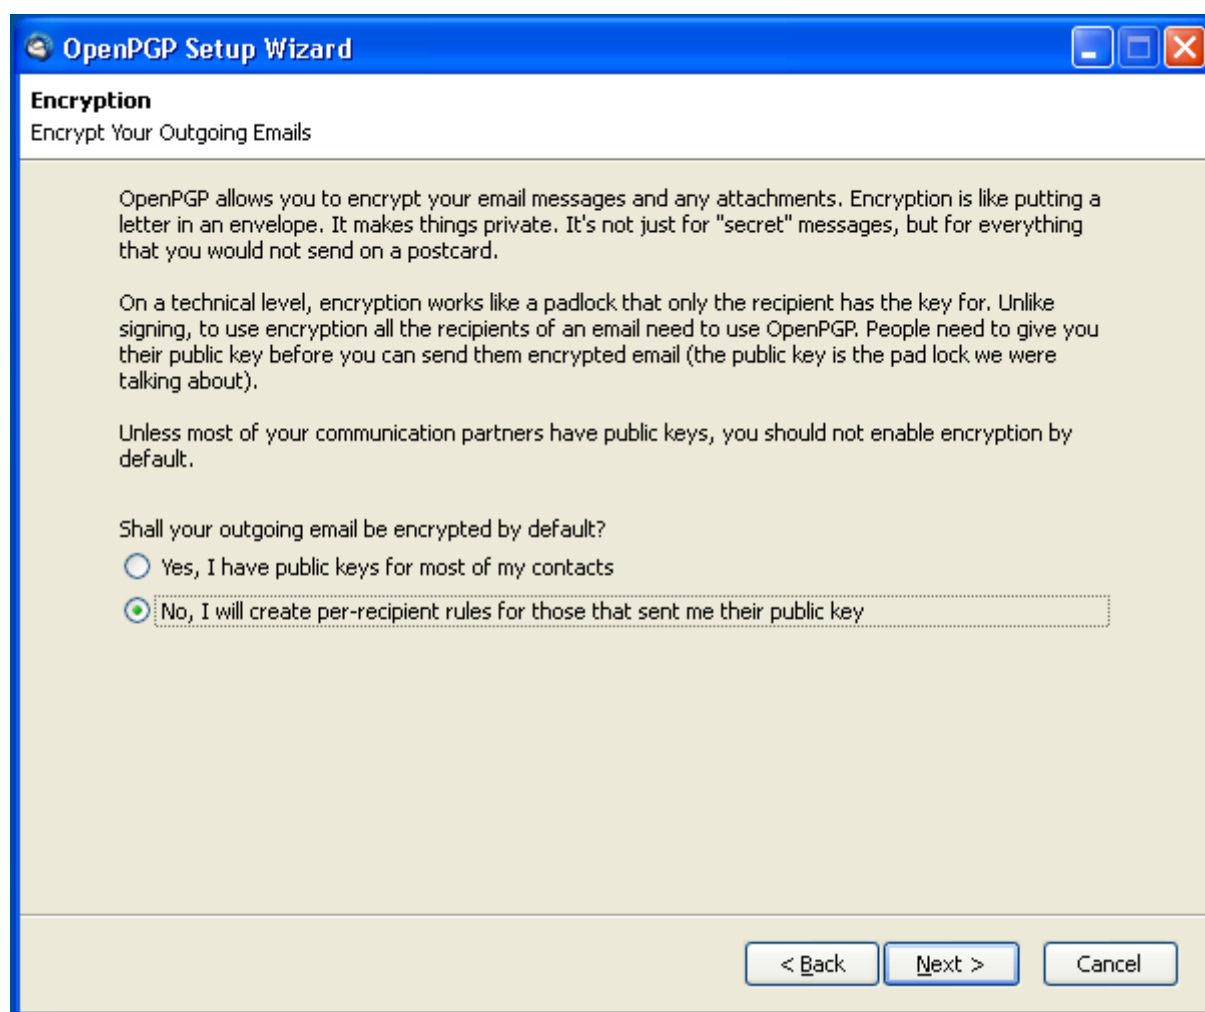 OpenPGP Setup Wizard
Encryption
Encrypt Your Outgoing Emails
OpenPGP allows you to encrypt your email messages and any attachments. Encryption is like putting a
letter in an envelope. It makes things private. It's not just for "secret" messages, but for everything
that you would not send on a postcard.
On a technical level, encryption works like a padlock that only the recipient has the key for. Unlike
signing, to use encryption all the recipients of an email need to use OpenPGP. People need to give you
their public key before you can send them encrypted email (the public key is the pad lock we were
talking about).
Unless most of your communication partners have public keys, you should not enable encryption by
default.
Shall your outgoing email be encrypted by default?
Yes, I have public keys for most of my contacts
No, I will create per-recipient rules for those that sent me their public key
< Back Next > Cancel